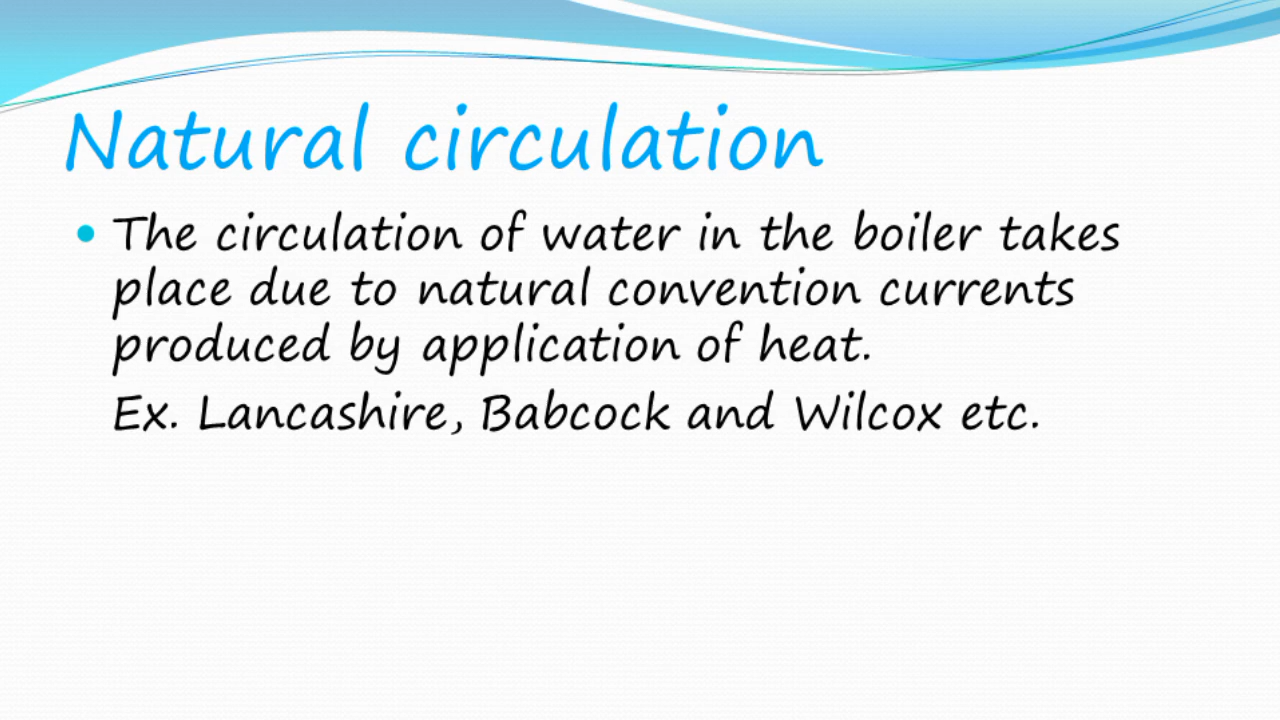 Natural circulation
• The circulation of water in the boiler takes
place due to natural convention currents
produced by application of heat.
Ex. Lancashire, Babcock and Wilcox etc.